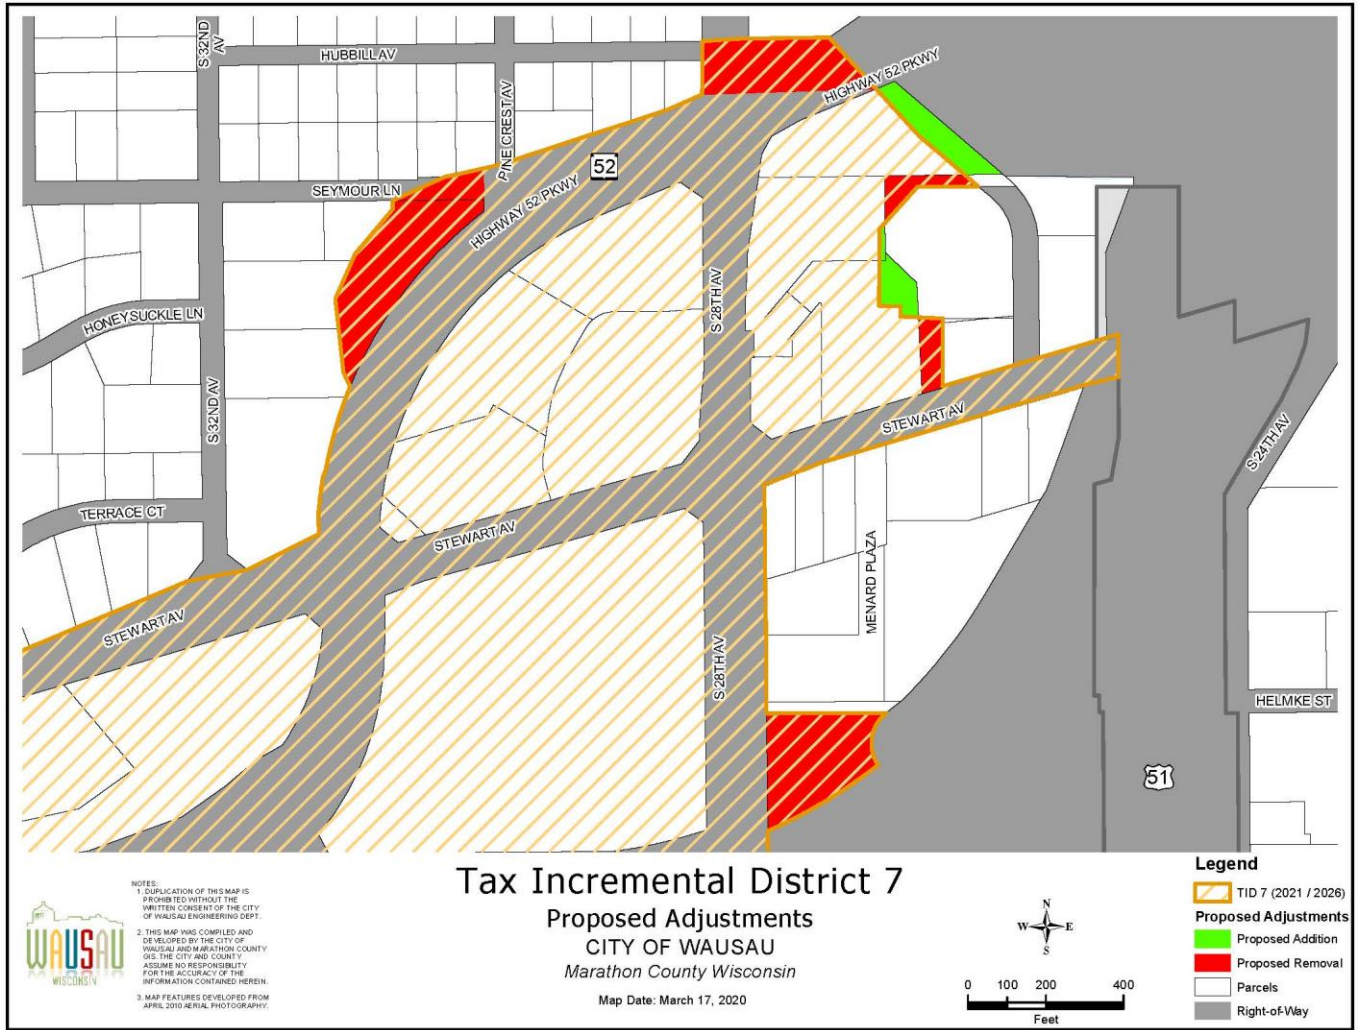 S 32ND
AV
HUBBILL AV
PINE CREST AV
HIGHWAY 52 PKWY
52
SEYMOUR LN
HIGHWAY 52 PKWY
HONEYSUCKLE LN
S 28TH AV
S 32ND AV
STEWART AV
S 24TH AV
TERRACE CT
STEWART AV
MENARD PLAZA
STEWART AV
S 28TH AV
HELMKE ST
51
Tax Incremental District 7
Proposed Adjustments
CITY OF WAUSAU
Marathon County Wisconsin
Map Date: March 17, 2020
WAUSAU
WISCONSIN
NOTES:
1. DUPLICATION OF THIS MAP IS
PROHIBITED WITHOUT THE
WRITTEN CONSENT OF THE CITY
OF WAUSAU ENGINEERING DEPT.
2. THIS MAP WAS COMPILED AND
DEVELOPED BY THE CITY OF
WAUSAU AND MARATHON COUNTY
GIS. THE CITY AND COUNTY
ASSUME NO RESPONSIBILITY
FOR THE ACCURACY OF THE
INFORMATION CONTAINED HEREIN.
3. MAP FEATURES DEVELOPED FROM
APRIL 2010 AERIAL PHOTOGRAPHY.
N
W E
S
0 100 200 400
Feet
Legend
TID 7 (2021 / 2026)
Proposed Adjustments
Proposed Addition
Proposed Removal
Parcels
Right-of-Way